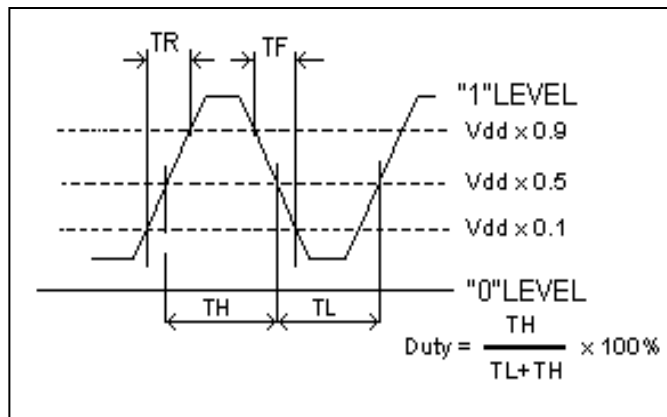 TR TF
"1"LEVEL
Vdd x 0.9
Vdd x 0.5
Vdd x 0.1
"0"LEVEL
TH TL
Duty = TH / TL+TH x 100%